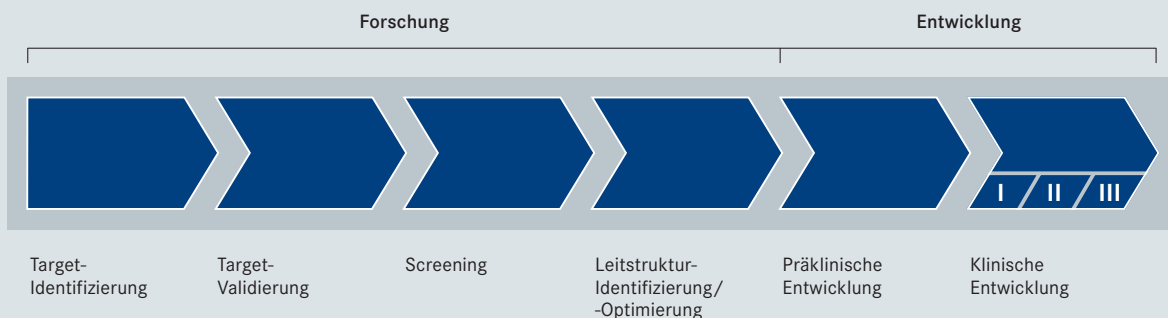 Forschung
Entwicklung
I
II
III
Target-
Identifizierung
Target-
Validierung
Screening
Leitstruktur-
Identifizierung/
-Optimierung
Präklinische
Entwicklung
Klinische
Entwicklung